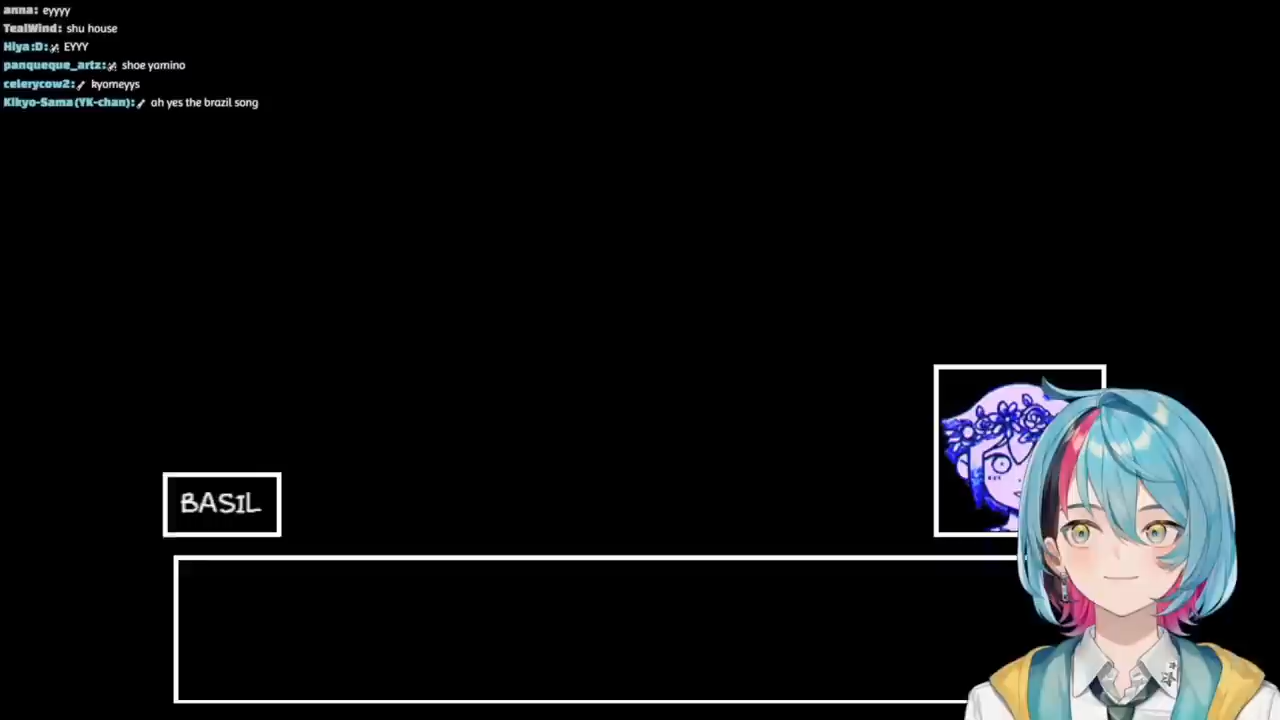 anna: eyyyy
TealWind: shu house
Hiya :D: EYYY
panqueque_artz: shoe yamino
celerycow2: kyomeyys
Kikyo-Sama (YK-chan): ah yes the brazil song
BASIL